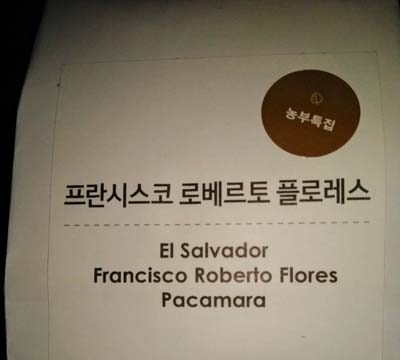 농부특집
프란시스코 로베르토 플로레스
El Salvador
Francisco Roberto Flores
Pacamara